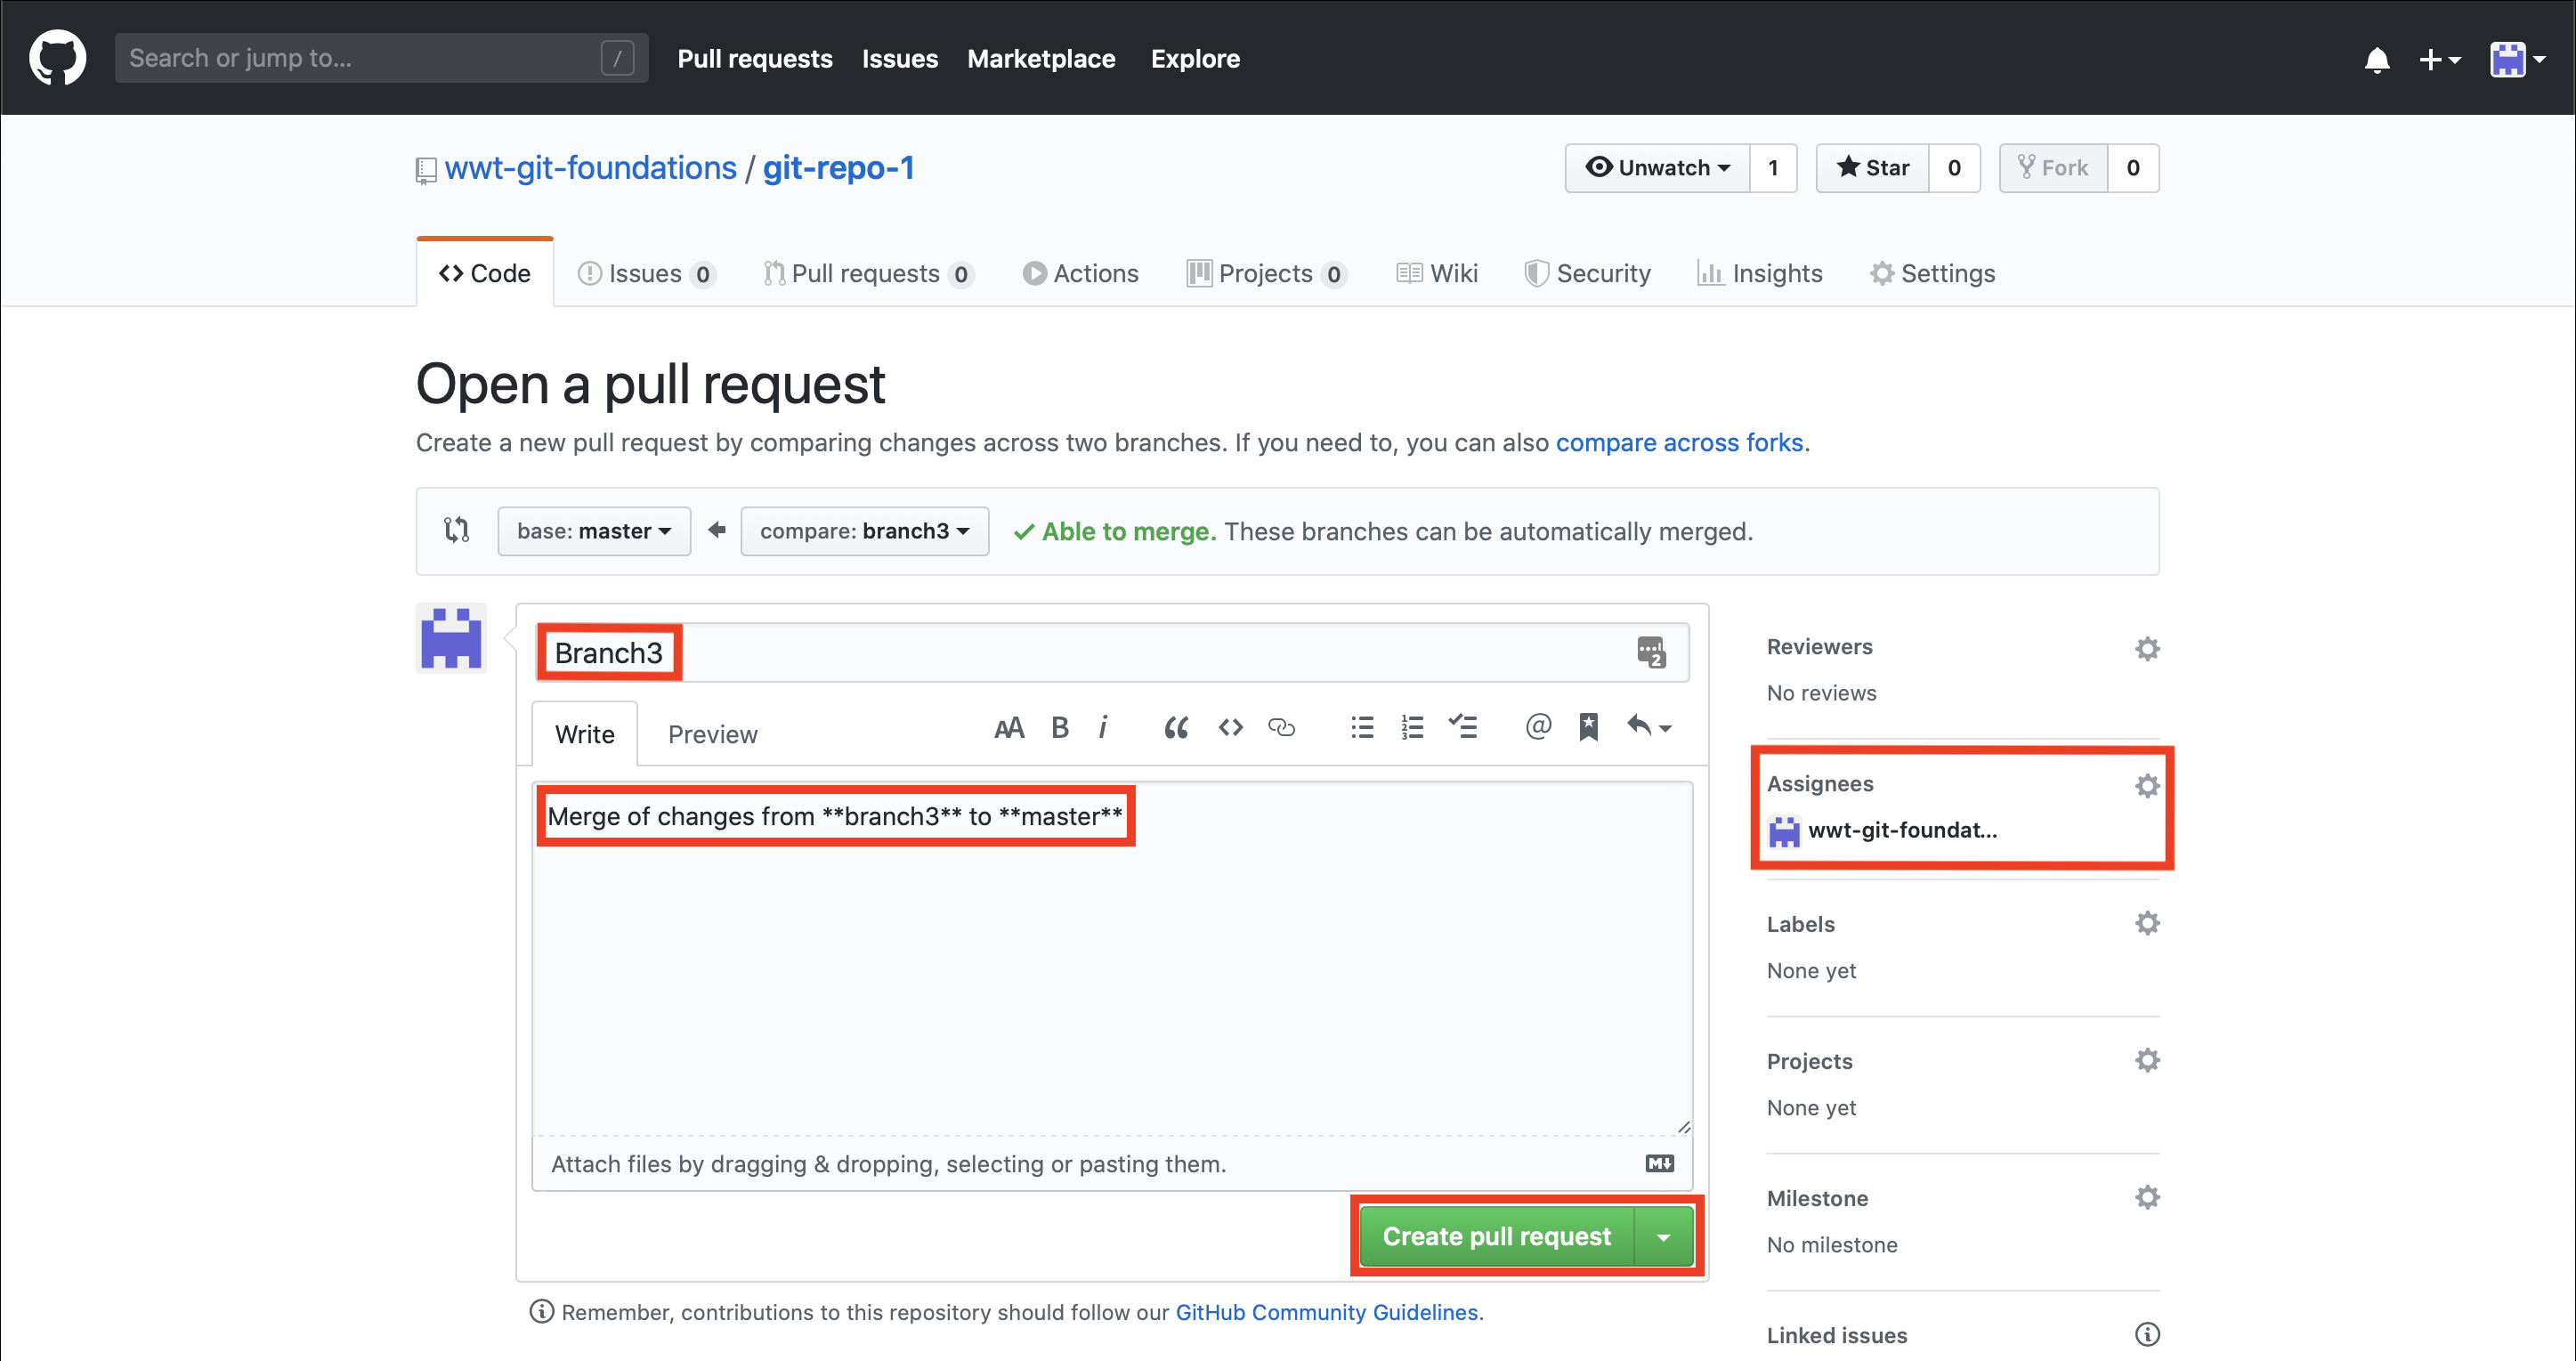 Search or jump to... / Pull requests Issues Marketplace Explore
wwt-git-foundations / git-repo-1 Unwatch 1 Star 0 Fork 0
Code Issues 0 Pull requests 0 Actions Projects 0 Wiki Security Insights Settings
Open a pull request
Create a new pull request by comparing changes across two branches. If you need to, you can also compare across forks.
base: master compare: branch3 Able to merge. These branches can be automatically merged.
Branch3 2
Write Preview AA B i @
Merge of changes from **branch3** to **master**
Attach files by dragging & dropping, selecting or pasting them. M
Create pull request
Remember, contributions to this repository should follow our GitHub Community Guidelines.
Reviewers
No reviews
Assignees
wwt-git-foundat...
Labels
None yet
Projects
None yet
Milestone
No milestone
Linked issues